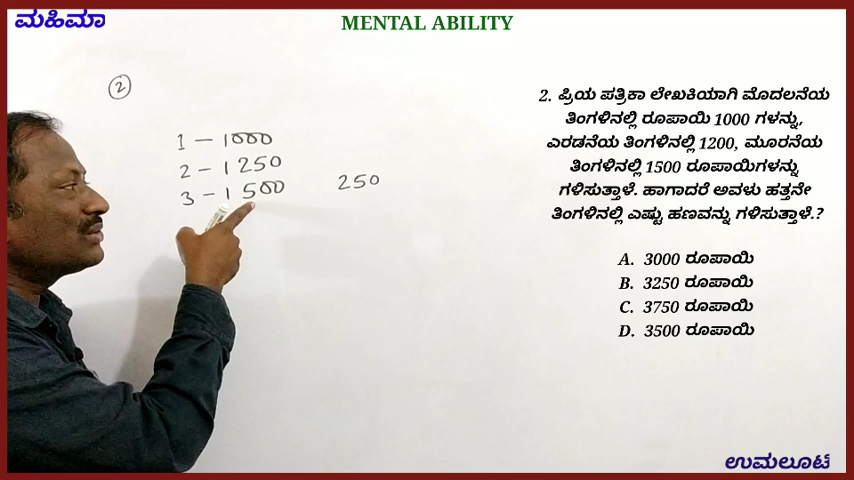 ಮಹಿಮಾ
MENTAL ABILITY
2
1 - 1000
2 - 1250
3 - 1500
250
2. ಪ್ರಿಯ ಪತ್ರಿಕಾ ಲೇಖಕಿಯಾಗಿ ಮೊದಲನೆಯ
ತಿಂಗಳಿನಲ್ಲಿ ರೂಪಾಯಿ 1000 ಗಳನ್ನು,
ಎರಡನೆಯ ತಿಂಗಳಿನಲ್ಲಿ 1200, ಮೂರನೆಯ
ತಿಂಗಳಿನಲ್ಲಿ 1500 ರೂಪಾಯಿಗಳನ್ನು
ಗಳಿಸುತ್ತಾಳೆ. ಹಾಗಾದರೆ ಅವಳು ಹತ್ತನೇ
ತಿಂಗಳಿನಲ್ಲಿ ಎಷ್ಟು ಹಣವನ್ನು ಗಳಿಸುತ್ತಾಳೆ.?
A. 3000 ರೂಪಾಯಿ
B. 3250 ರೂಪಾಯಿ
C. 3750 ರೂಪಾಯಿ
D. 3500 ರೂಪಾಯಿ
ಉಮಲೂಟಿ